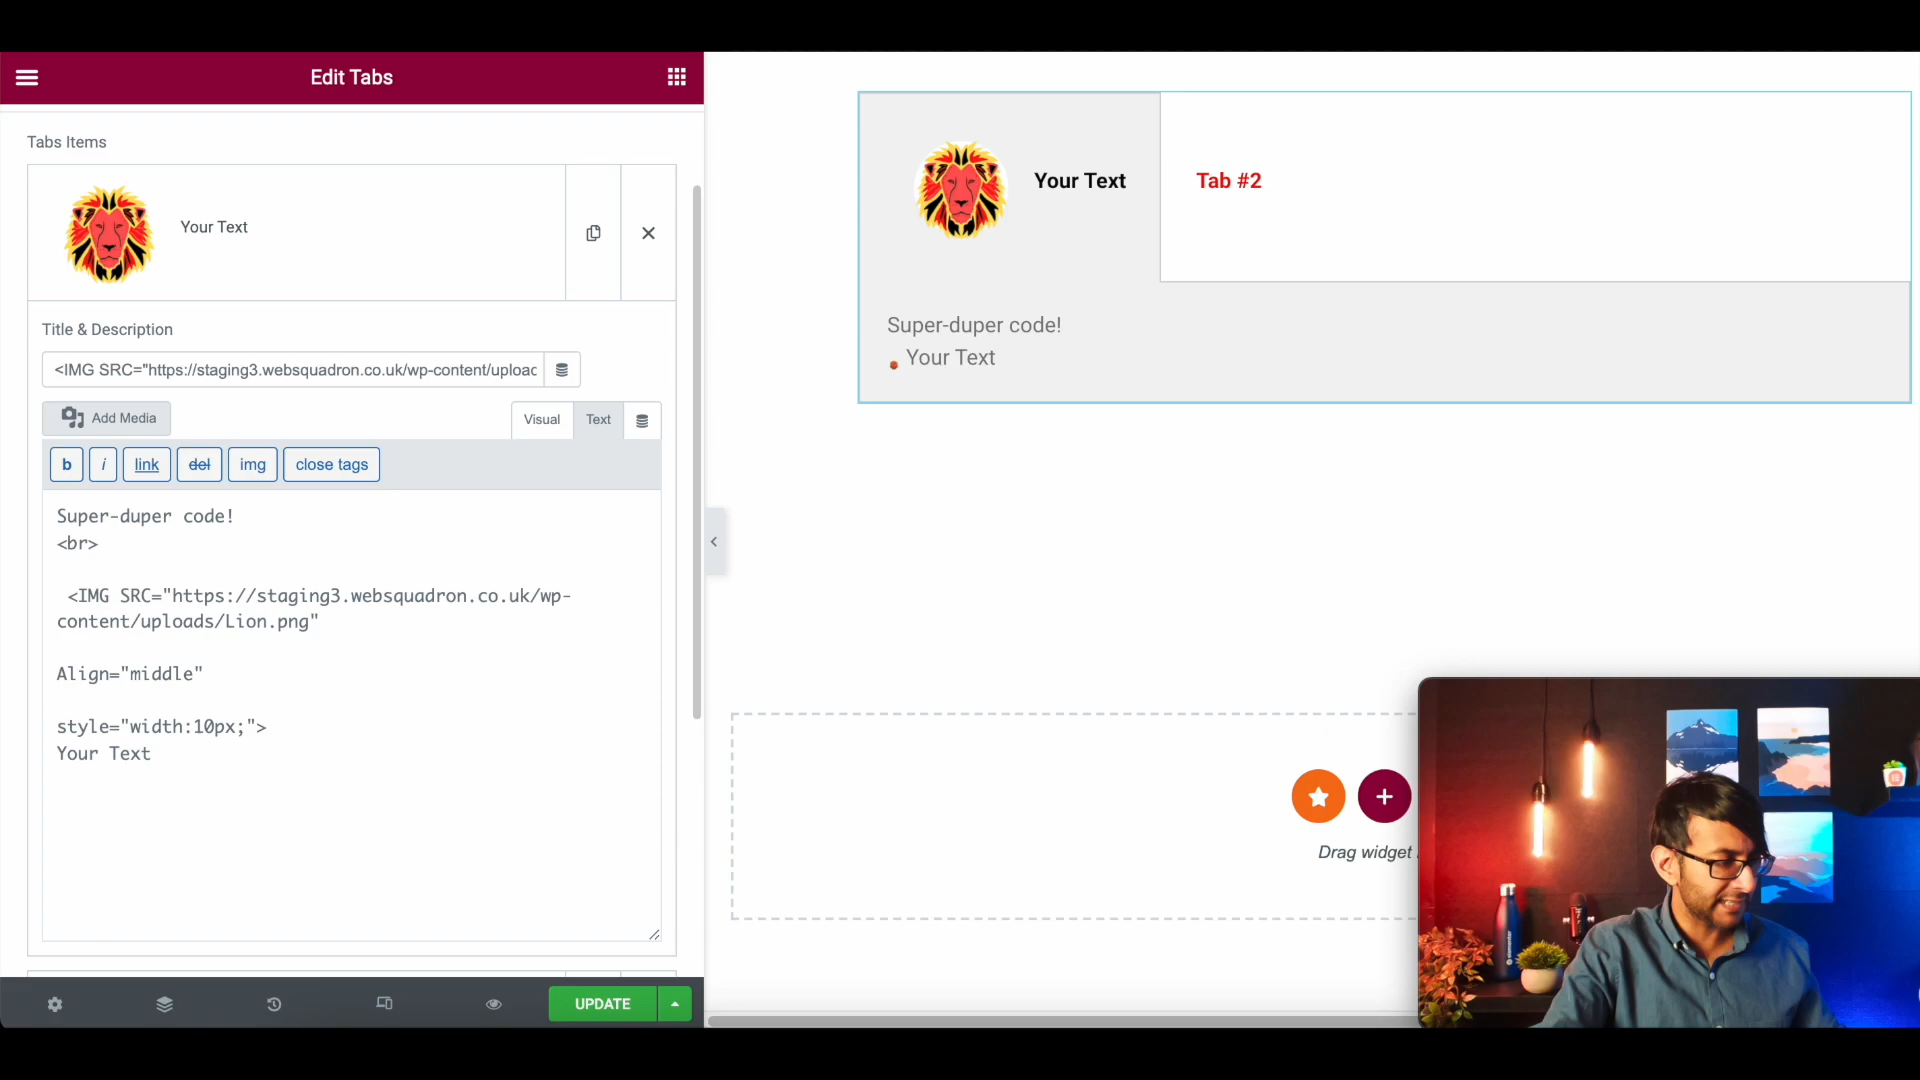 Edit Tabs
Tabs Items
Your Text
Title & Description
<IMG SRC="https://staging3.websquadron.co.uk/wp-content/uploac
Add Media
Visual
Text
b
i
link
del
img
close tags
Super-duper code!
<br>
<IMG SRC="https://staging3.websquadron.co.uk/wp-
content/uploads/Lion.png"
Align="middle"
style="width:10px;">
Your Text
UPDATE
Your Text
Tab #2
Super-duper code!
Your Text
Drag widget